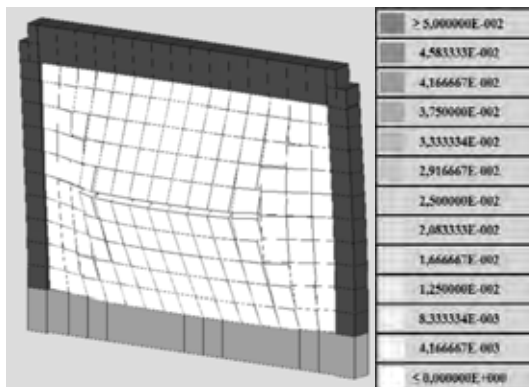 ≥ 5,000000E-002
4,583333E-002
4,166667E-002
3,750000E-002
3,333334E-002
2,916667E-002
2,500000E-002
2,083333E-002
1,666667E-002
1,250000E-002
8,333334E-003
4,166667E-003
≤ 0,000000E+000